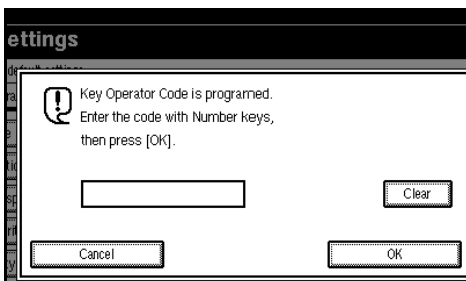 ettings
Key Operator Code is programed.
Enter the code with Number keys,
then press [OK].
Clear
Cancel
OK